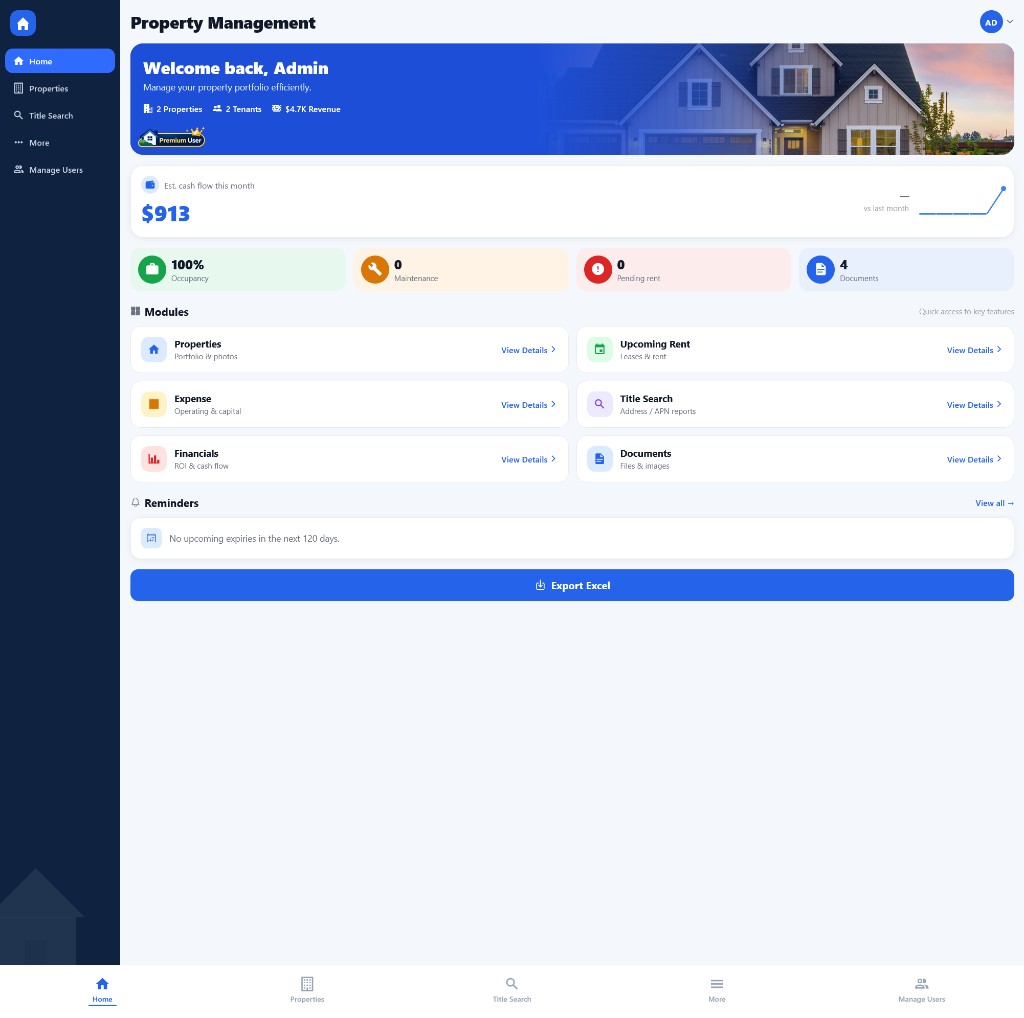 Property Management
AD
Home
Properties
Title Search
More
Manage Users
Welcome back, Admin
Manage your property portfolio efficiently.
2 Properties 2 Tenants $4.7K Revenue
Premium User
Est. cash flow this month
$913
—
vs last month
100%
Occupancy
0
Maintenance
0
Pending rent
4
Documents
Modules
Quick access to key features
Properties
Portfolio & photos
View Details
Upcoming Rent
Leases & rent
View Details
Expense
Operating & capital
View Details
Title Search
Address / APN reports
View Details
Financials
ROI & cash flow
View Details
Documents
Files & images
View Details
Reminders
View all →
No upcoming expiries in the next 120 days.
Export Excel
Home
Properties
Title Search
More
Manage Users